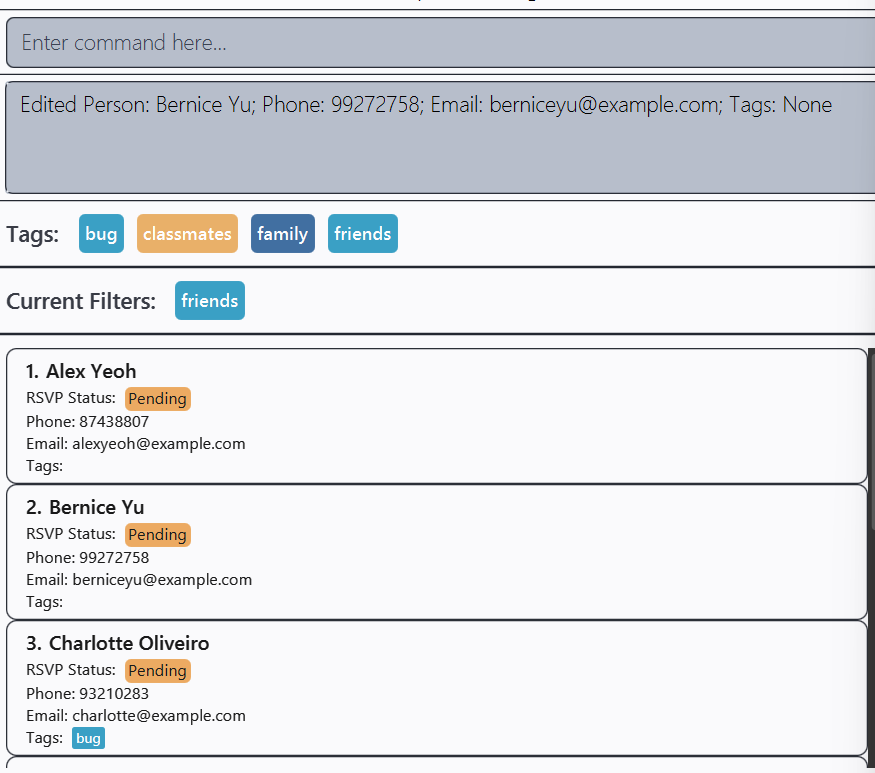 Enter command here...
Edited Person: Bernice Yu; Phone: 99272758; Email: berniceyu@example.com; Tags: None
Tags: bug classmates family friends
Current Filters: friends
1. Alex Yeoh
RSVP Status: Pending
Phone: 87438807
Email: alexyeoh@example.com
Tags:
2. Bernice Yu
RSVP Status: Pending
Phone: 99272758
Email: berniceyu@example.com
Tags:
3. Charlotte Oliveiro
RSVP Status: Pending
Phone: 93210283
Email: charlotte@example.com
Tags: bug